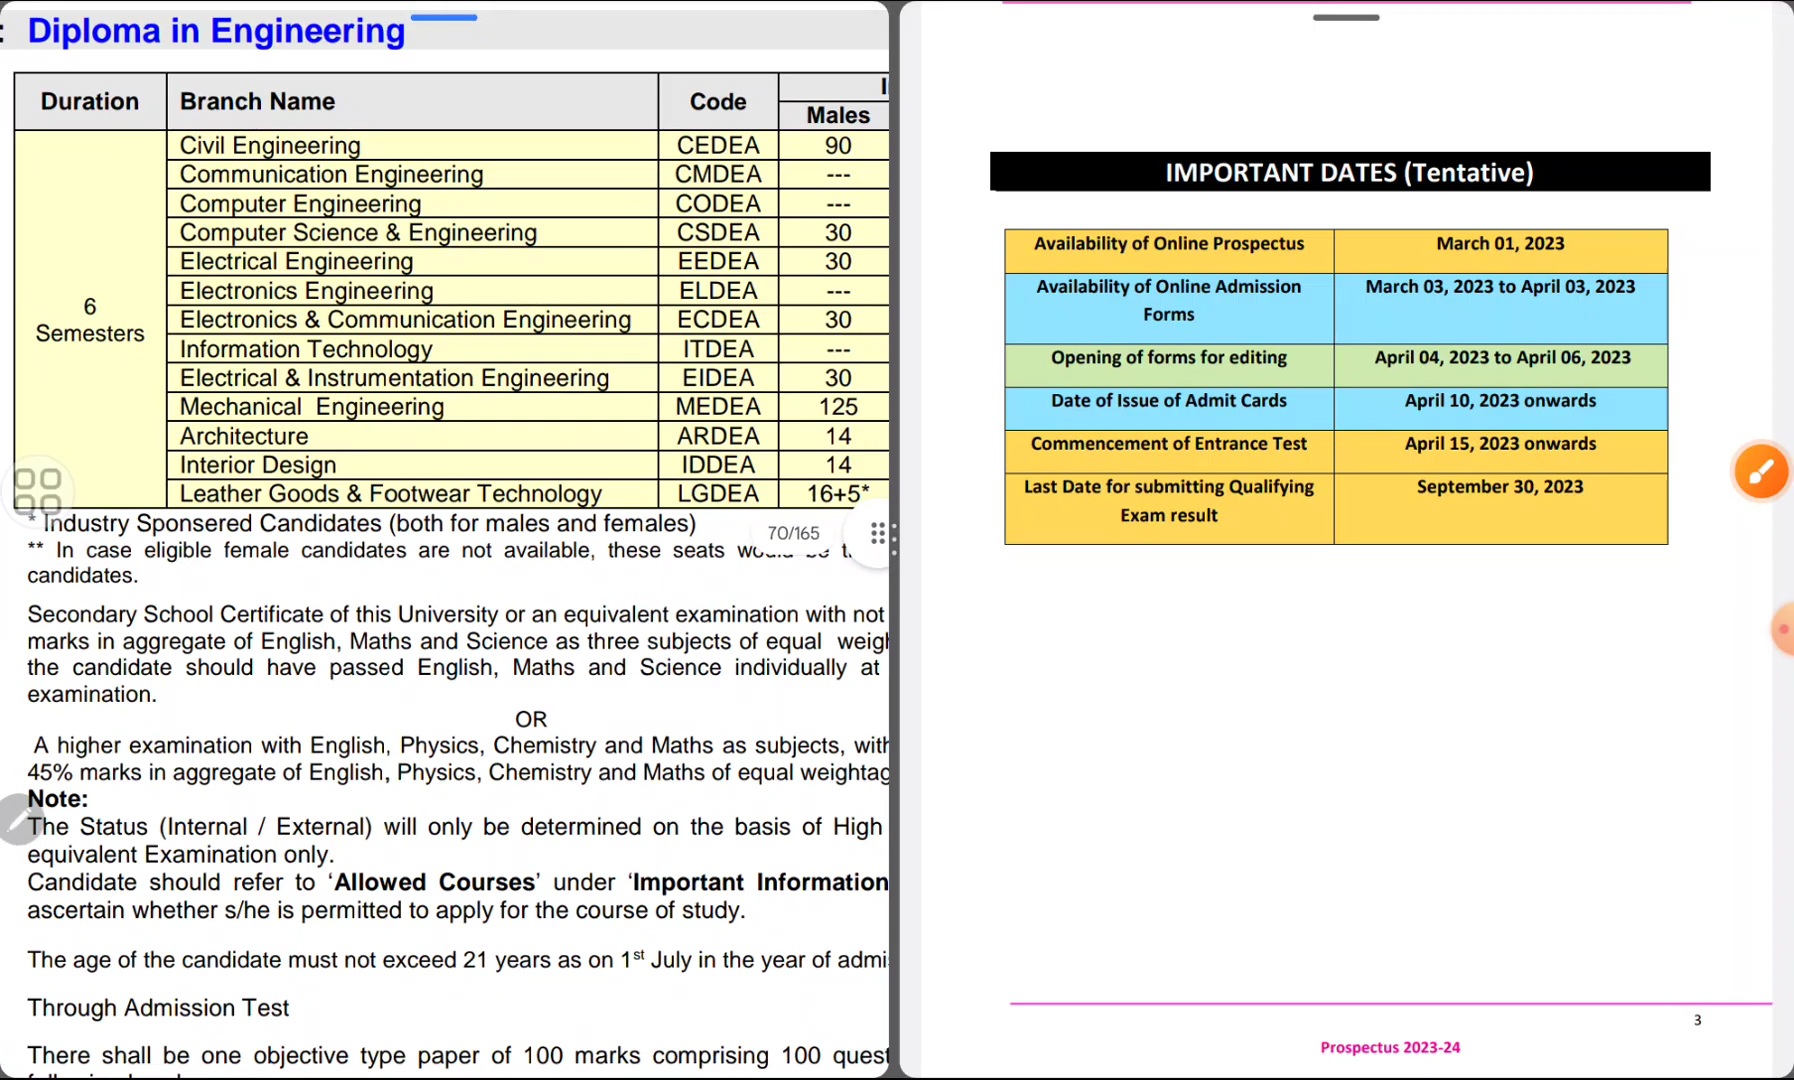 : Diploma in Engineering
Duration Branch Name Code Males
Civil Engineering CEDEA 90
Communication Engineering CMDEA ---
Computer Engineering CODEA ---
Computer Science & Engineering CSDEA 30
Electrical Engineering EEDEA 30
Electronics Engineering ELDEA ---
6
Semesters
Electronics & Communication Engineering ECDEA 30
Information Technology ITDEA ---
Electrical & Instrumentation Engineering EIDEA 30
Mechanical Engineering MEDEA 125
Architecture ARDEA 14
Interior Design IDDEA 14
Leather Goods & Footwear Technology LGDEA 16+5*
* Industry Sponsered Candidates (both for males and females)
70/165
** In case eligible female candidates are not available, these seats
candidates.
Secondary School Certificate of this University or an equivalent examination with not
marks in aggregate of English, Maths and Science as three subjects of equal
the candidate should have passed English, Maths and Science individually at
examination.
OR
A higher examination with English, Physics, Chemistry and Maths as subjects,
45% marks in aggregate of English, Physics, Chemistry and Maths of equal
Note:
The Status (Internal / External) will only be determined on the basis of High
equivalent Examination only.
Candidate should refer to ‘Allowed Courses’ under ‘Important Information
ascertain whether s/he is permitted to apply for the course of study.
The age of the candidate must not exceed 21 years as on 1st July in the year of
Through Admission Test
There shall be one objective type paper of 100 marks comprising 100
IMPORTANT DATES (Tentative)
Availability of Online Prospectus March 01, 2023
Availability of Online Admission March 03, 2023 to April 03, 2023
Forms
Opening of forms for editing April 04, 2023 to April 06, 2023
Date of Issue of Admit Cards April 10, 2023 onwards
Commencement of Entrance Test April 15, 2023 onwards
Last Date for submitting Qualifying September 30, 2023
Exam result
3
Prospectus 2023-24